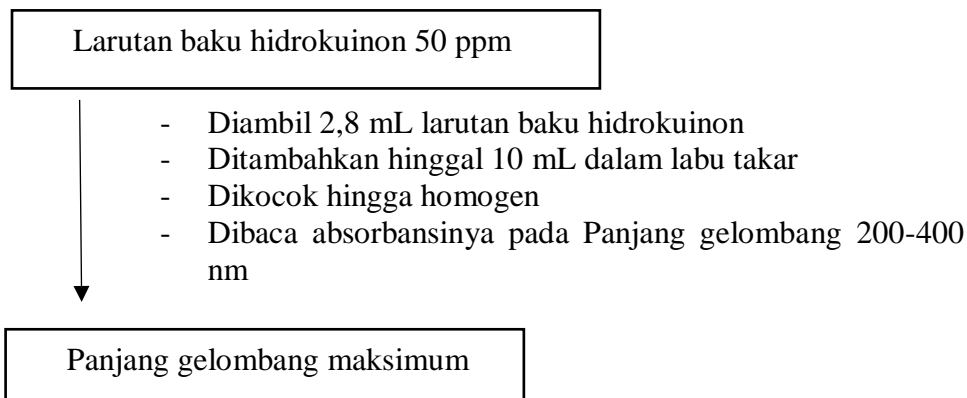 Larutan baku hidrokuinon 50 ppm
- Diambil 2,8 mL larutan baku hidrokuinon
- Ditambahkan hinggal 10 mL dalam labu takar
- Dikocok hingga homogen
- Dibaca absorbansinya pada Panjang gelombang 200-400
nm
Panjang gelombang maksimum